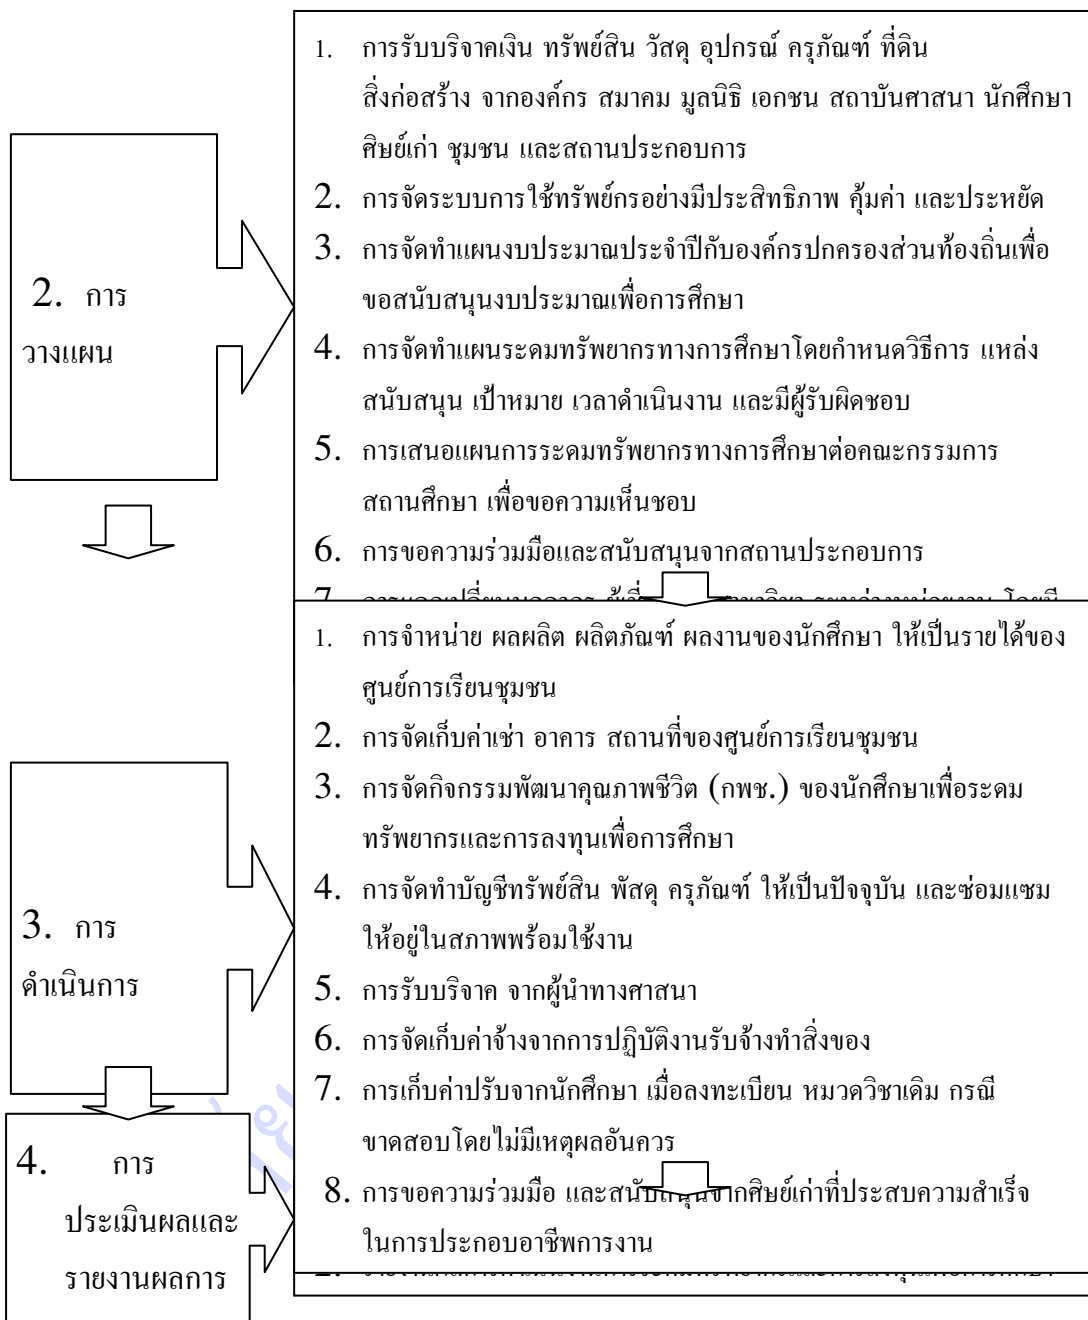 2. การ
วางแผน
1. การรับบริจาคเงิน ทรัพย์สิน วัสดุ อุปกรณ์ ครุภัณฑ์ ที่ดิน
สิ่งก่อสร้าง จากองค์กร สมาคม มูลนิธิ เอกชน สถาบันศาสนา นักศึกษา
ศิษย์เก่า ชุมชน และสถานประกอบการ
2. การจัดระบบการใช้ทรัพย์กรอย่างมีประสิทธิภาพ คุ้มค่า และประหยัด
3. การจัดทำแผนงบประมาณประจำปีกับองค์กรปกครองส่วนท้องถิ่นเพื่อ
ขอสนับสนุนงบประมาณเพื่อการศึกษา
4. การจัดทำแผนระดมทรัพยากรทางการศึกษาโดยกำหนดวิธีการ แหล่ง
สนับสนุน เป้าหมาย เวลาดำเนินงาน และมีผู้รับผิดชอบ
5. การเสนอแผนการระดมทรัพยากรทางการศึกษาต่อคณะกรรมการ
สถานศึกษา เพื่อขอความเห็นชอบ
6. การขอความร่วมมือและสนับสนุนจากสถานประกอบการ
7.
3. การ
ดำเนินการ
1. การจำหน่าย ผลผลิต ผลิตภัณฑ์ ผลงานของนักศึกษา ให้เป็นรายได้ของ
ศูนย์การเรียนชุมชน
2. การจัดเก็บค่าเช่า อาคาร สถานที่ของศูนย์การเรียนชุมชน
3. การจัดกิจกรรมพัฒนาคุณภาพชีวิต (กพช.) ของนักศึกษาเพื่อระดม
ทรัพยากรและการลงทุนเพื่อการศึกษา
4. การจัดทำบัญชีทรัพย์สิน พัสดุ ครุภัณฑ์ ให้เป็นปัจจุบัน และซ่อมแซม
ให้อยู่ในสภาพพร้อมใช้งาน
5. การรับบริจาค จากผู้นำทางศาสนา
6. การจัดเก็บค่าจ้างจากการปฏิบัติงานรับจ้างทำสิ่งของ
7. การเก็บค่าปรับจากนักศึกษา เมื่อลงทะเบียน หมวดวิชาเดิม กรณี
ขาดสอบโดยไม่มีเหตุผลอันควร
8. การขอความร่วมมือ และสนับสนุนจากศิษย์เก่าที่ประสบความสำเร็จ
ในการประกอบอาชีพการงาน
4. การ
ประเมินผลและ
รายงานผลการ